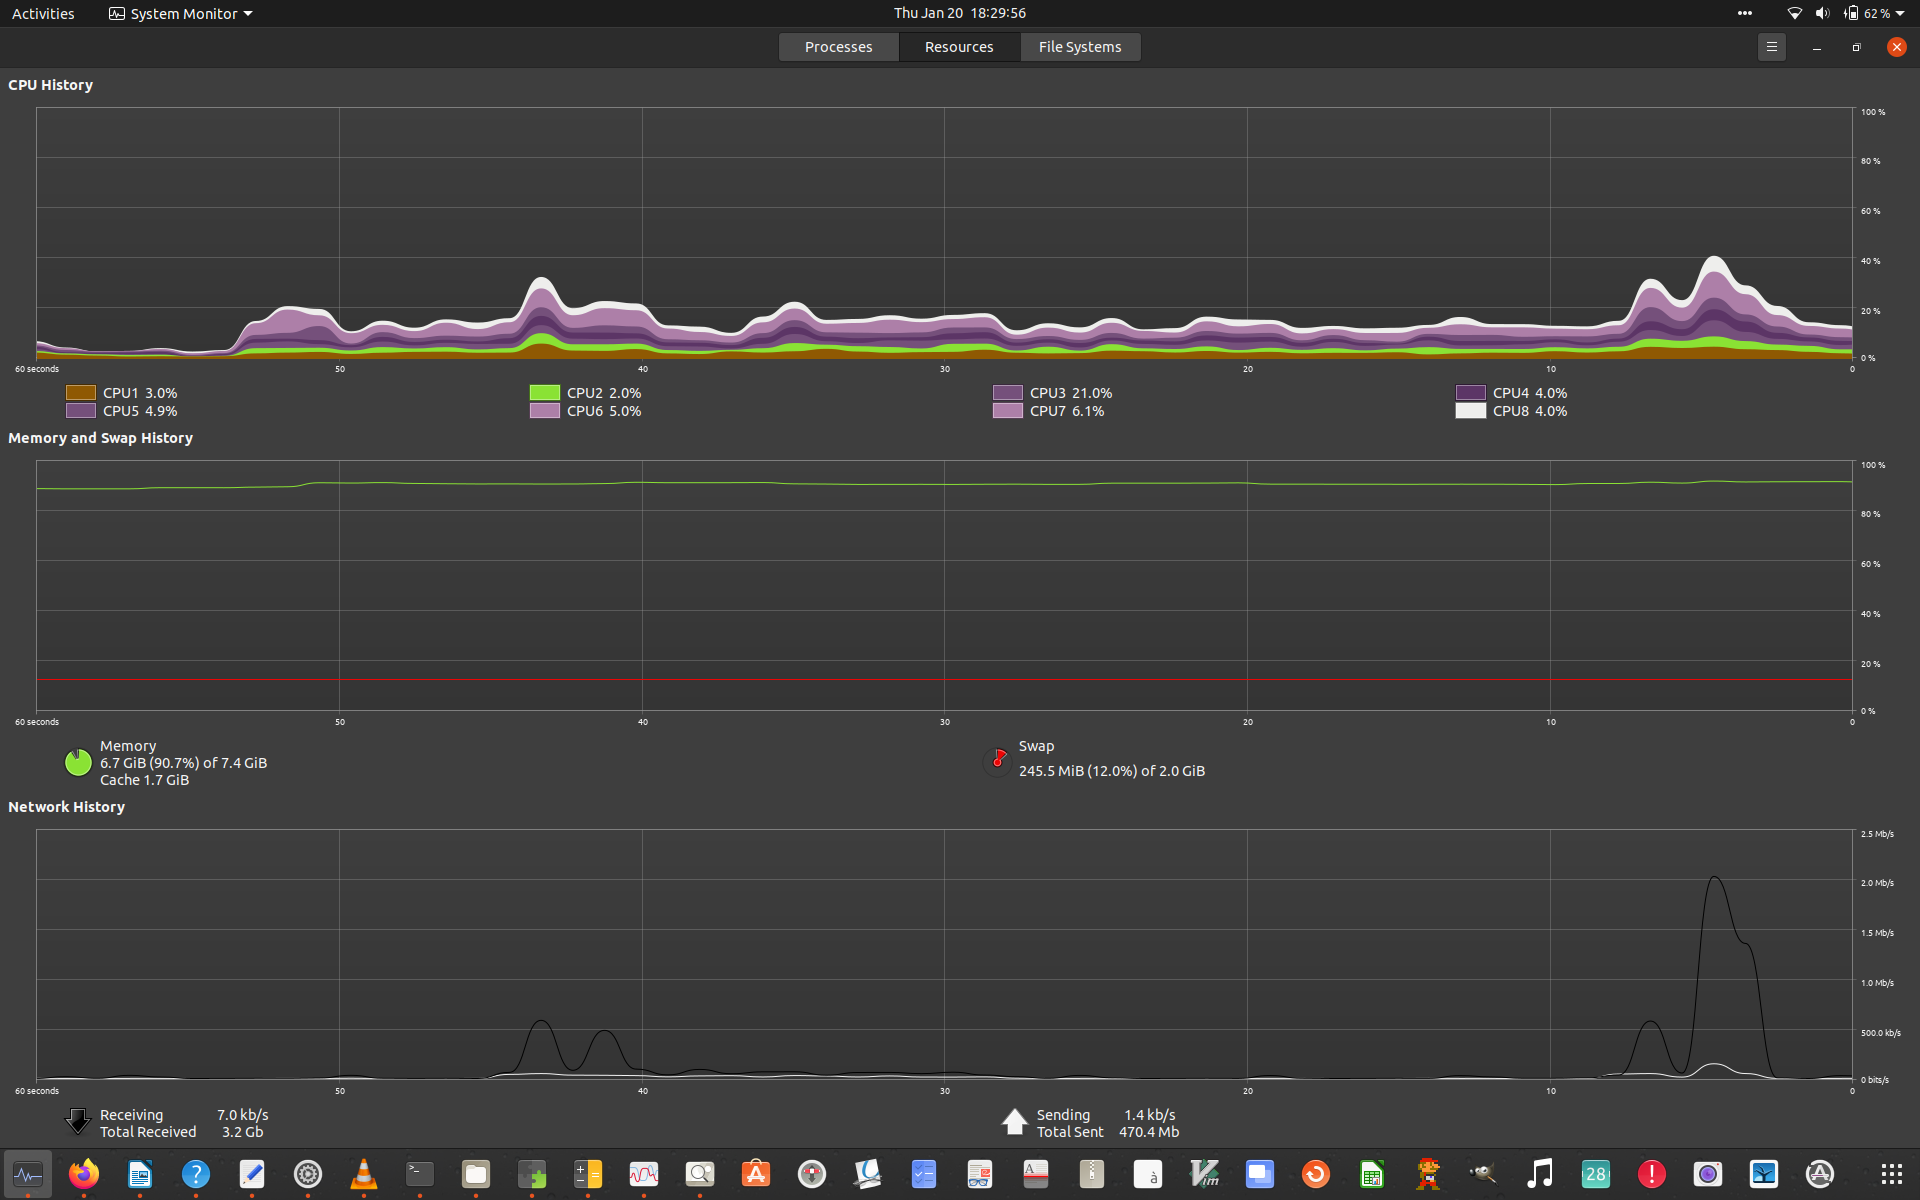 Activities System Monitor Thu Jan 20 18:29:56 62 %
Processes Resources File Systems
CPU History
100 %
80 %
60 %
40 %
20 %
0 %
60 seconds 50 40 30 20 10 0
CPU1 3.0% CPU2 2.0% CPU3 21.0% CPU4 4.0%
CPU5 4.9% CPU6 5.0% CPU7 6.1% CPU8 4.0%
Memory and Swap History
100 %
80 %
60 %
40 %
20 %
0 %
60 seconds 50 40 30 20 10 0
Memory
6.7 GiB (90.7%) of 7.4 GiB
Cache 1.7 GiB
Swap
245.5 MiB (12.0%) of 2.0 GiB
Network History
2.5 Mb/s
2.0 Mb/s
1.5 Mb/s
1.0 Mb/s
500.0 kb/s
0 bits/s
60 seconds 50 40 30 20 10 0
Receiving 7.0 kb/s
Total Received 3.2 Gb
Sending 1.4 kb/s
Total Sent 470.4 Mb
? >_ A à Vim 28 !